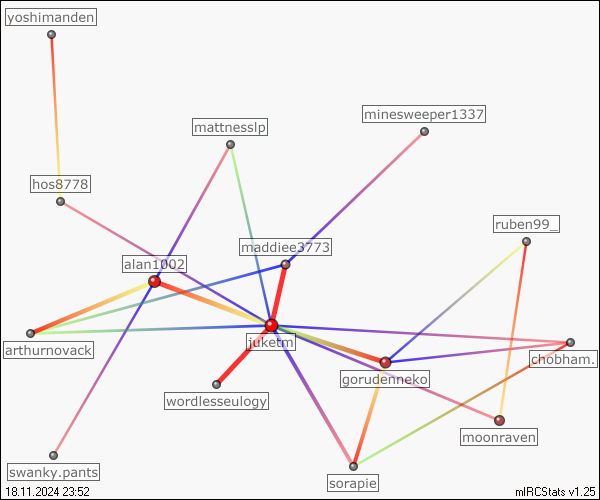 yoshimanden
minesweeper1337
mattnesslp
hos8778
ruben99_
maddiee3773
alan1002
juketm
arthurnovack
chobham.
gorudenneko
wordlesseulogy
moonraven
swanky.pants
sorapie
18.11.2024 23:52
mIRCStats v1.25